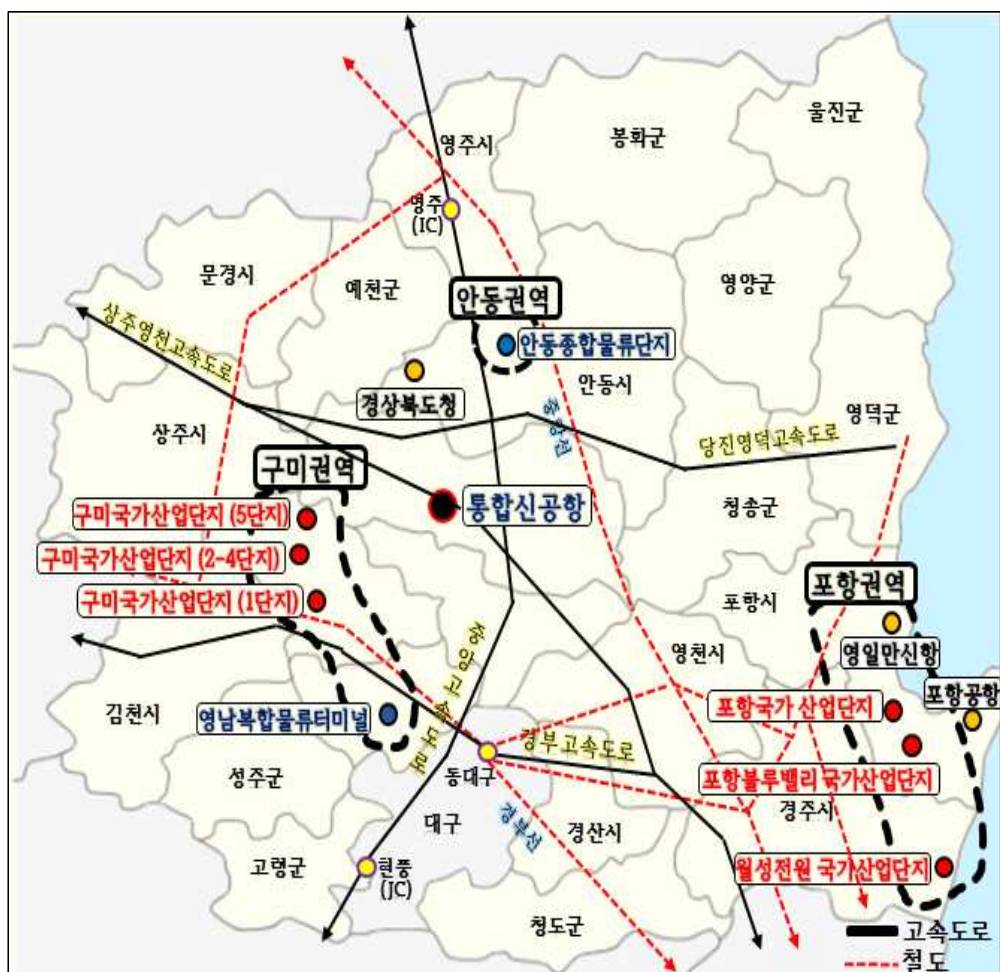 울진군
봉화군
영주시
영주
(IC)
문경시
예천군
영양군
안동권역
상주영천고속도로
안동종합물류단지
경상북도청
안동시
중앙선
영덕군
상주시
당진영덕고속도로
구미권역
통합신공항
청송군
구미국가산업단지(5단지)
구미국가산업단지(2-4단지)
구미국가산업단지(1단지)
포항권역
포항시
영일만신항
영천시
중앙고속도로
포항공항
김천시
영남복합물류터미널
포항국가 산업단지
경부고속도로
동대구
포항블루밸리 국가산업단지
성주군
대구
경부선
경산시
경주시
고령군
현풍
(JC)
월성전원 국가산업단지
청도군
고속도로
철도